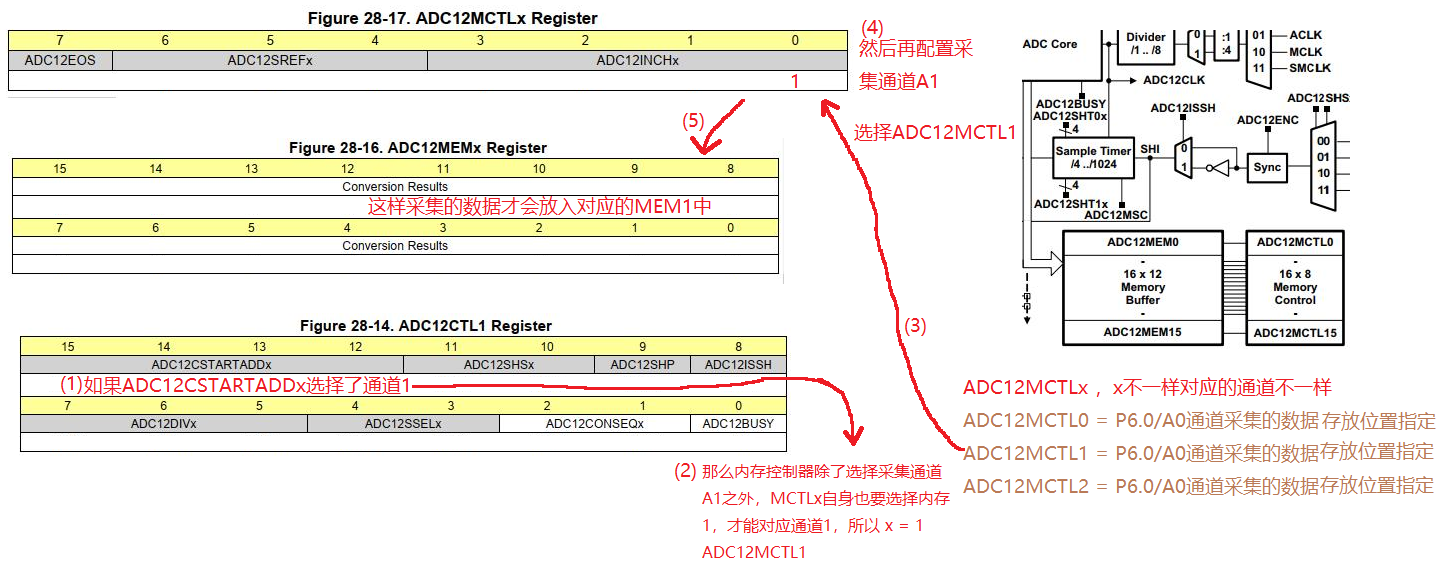 Figure 28-17. ADC12MCTLx Register
7 6 5 4 3 2 1 0
ADC12EOS ADC12SREFx ADC12INCHx
1
(4)
然后再配置采
集通道A1
选择ADC12MCTL1
(5)
Figure 28-16. ADC12MEMx Register
15 14 13 12 11 10 9 8
Conversion Results
这样采集的数据才会放入对应的MEM1中
7 6 5 4 3 2 1 0
Conversion Results
(3)
Figure 28-14. ADC12CTL1 Register
15 14 13 12 11 10 9 8
ADC12CSTARTADDx ADC12SHSx ADC12SHP ADC12ISSH
(1)如果ADC12CSTARTADDx选择了通道1
7 6 5 4 3 2 1 0
ADC12DIVx ADC12SSELx ADC12CONSEQx ADC12BUSY
(2) 那么内存控制器除了选择采集通道
A1之外，MCTLx自身也要选择内存
1，才能对应通道1，所以 x = 1
ADC12MCTL1
ADC Core
Divider
/1 .. /8
0
1
:1
:4
01
10
11
ACLK
MCLK
SMCLK
ADC12CLK
ADC12BUSY
ADC12SHT0x
4
ADC12ISSH
ADC12SHS
ADC12ENC
Sample Timer
/4 ../1024
SHI
0
1
Sync
00
01
10
11
4
ADC12SHT1x
ADC12MSC
ADC12MEM0
ADC12MCTL0
-
16 x 12
Memory
Buffer
-
-
16 x 8
Memory
Control
-
ADC12MEM15
ADC12MCTL15
ADC12MCTLx ，x不一样对应的通道不一样
ADC12MCTL0 = P6.0/A0通道采集的数据存放位置指定
ADC12MCTL1 = P6.0/A0通道采集的数据存放位置指定
ADC12MCTL2 = P6.0/A0通道采集的数据存放位置指定